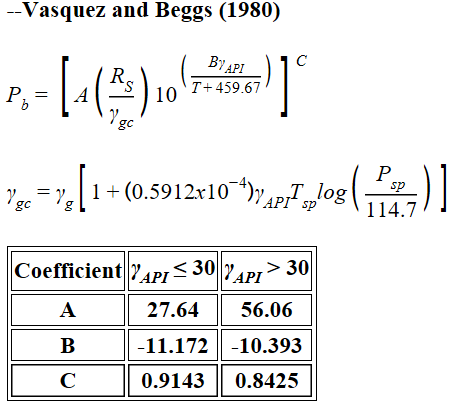 --Vasquez and Beggs (1980)
P_b = [ A ( R_S / γ_gc ) 10^( Bγ_API / T + 459.67 ) ]^C
γ_gc = γ_g [ 1 + (0.5912x10^-4)γ_API T_sp log ( P_sp / 114.7 ) ]
Coefficient γ_API ≤ 30 γ_API > 30
A 27.64 56.06
B -11.172 -10.393
C 0.9143 0.8425